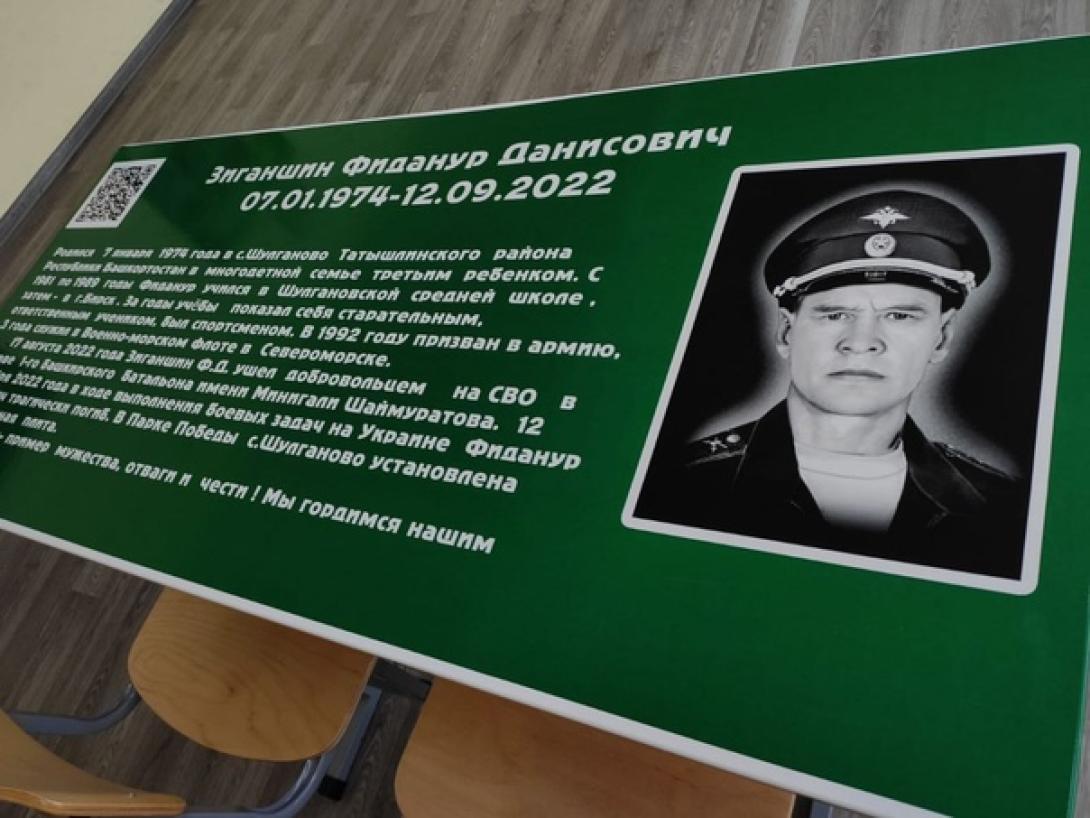 Зиганшин Фиданур Данисович
07.01.1974-12.09.2022
Родился 7 января 1974 года в с.Шулганово Татышлинского района
Республики Башкортостан в многодетной семье третьим ребенком. С
1981 по 1989 годы Фиданур учился в Шулгановской средней школе,
затем - в г.Бирск. За годы учёбы показал себя старательным,
ответственным учеником. Был спортсменом. В 1992 году призван в армию.
3 года служил в Военно-морском флоте в Североморске.
17 августа 2022 года Зиганшин Ф.Д. ушел добровольцем на СВО в
1-го Башкирского Батальона имени Минигали Шаймуратова. 12
2022 года в ходе выполнения боевых задач на Украине Фиданур
трагически погиб. В Парке Победы с.Шулганово установлена
плита.
- пример мужества, отваги и чести ! Мы гордимся нашим